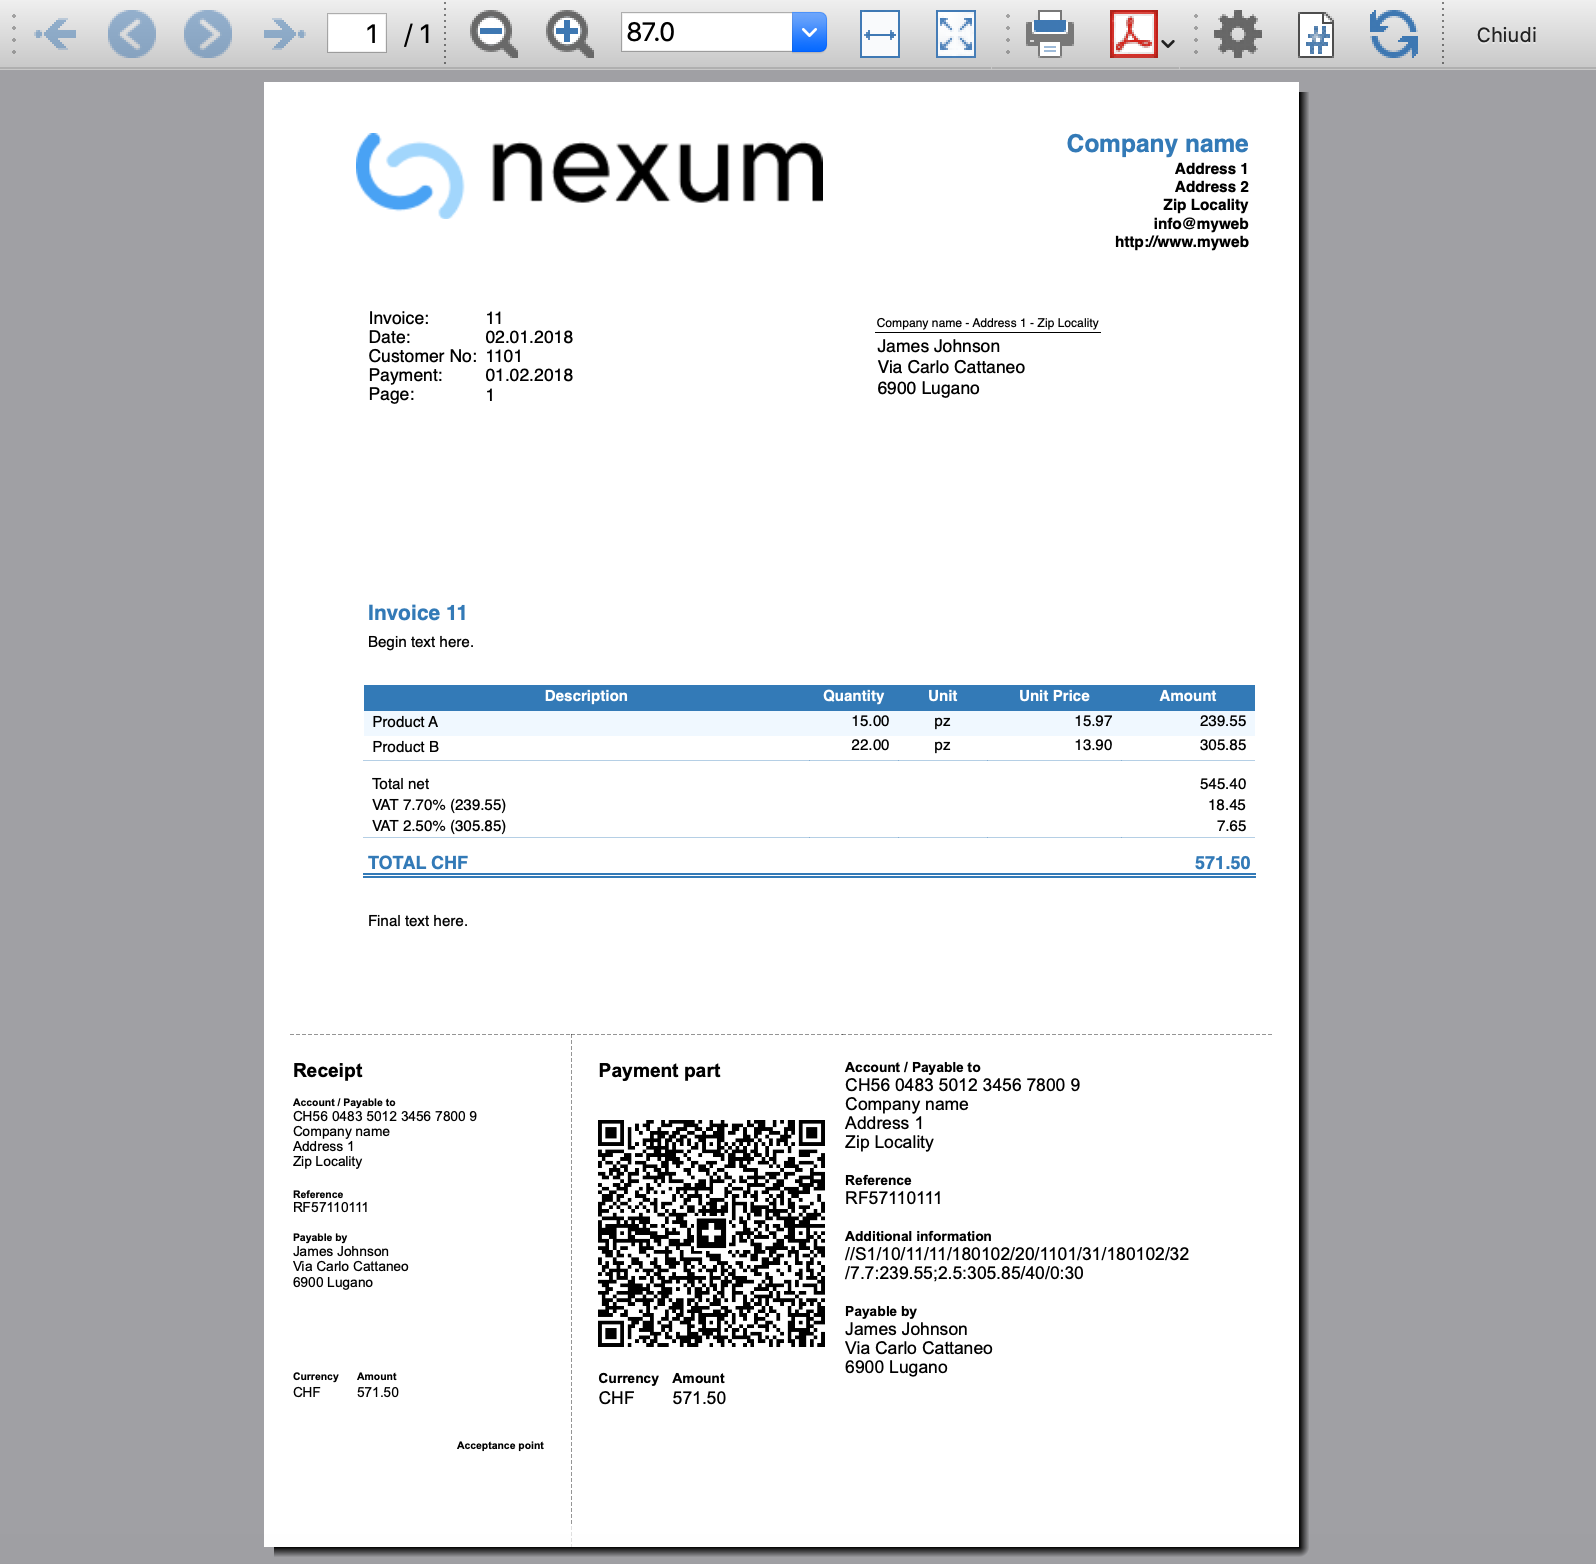 1 / 1 87.0 Chiudi
nexum
Company name
Address 1
Address 2
Zip Locality
info@myweb
http://www.myweb
Invoice: 11
Date: 02.01.2018
Customer No: 1101
Payment: 01.02.2018
Page: 1
Company name - Address 1 - Zip Locality
James Johnson
Via Carlo Cattaneo
6900 Lugano
Invoice 11
Begin text here.
Description Quantity Unit Unit Price Amount
Product A 15.00 pz 15.97 239.55
Product B 22.00 pz 13.90 305.85
Total net 545.40
VAT 7.70% (239.55) 18.45
VAT 2.50% (305.85) 7.65
TOTAL CHF 571.50
Final text here.
Receipt
Account / Payable to
CH56 0483 5012 3456 7800 9
Company name
Address 1
Zip Locality
Reference
RF57110111
Payable by
James Johnson
Via Carlo Cattaneo
6900 Lugano
Currency Amount
CHF 571.50
Acceptance point
Payment part
Currency Amount
CHF 571.50
Account / Payable to
CH56 0483 5012 3456 7800 9
Company name
Address 1
Zip Locality
Reference
RF57110111
Additional information
//S1/10/11/11/180102/20/1101/31/180102/32
/7.7:239.55;2.5:305.85/40/0:30
Payable by
James Johnson
Via Carlo Cattaneo
6900 Lugano